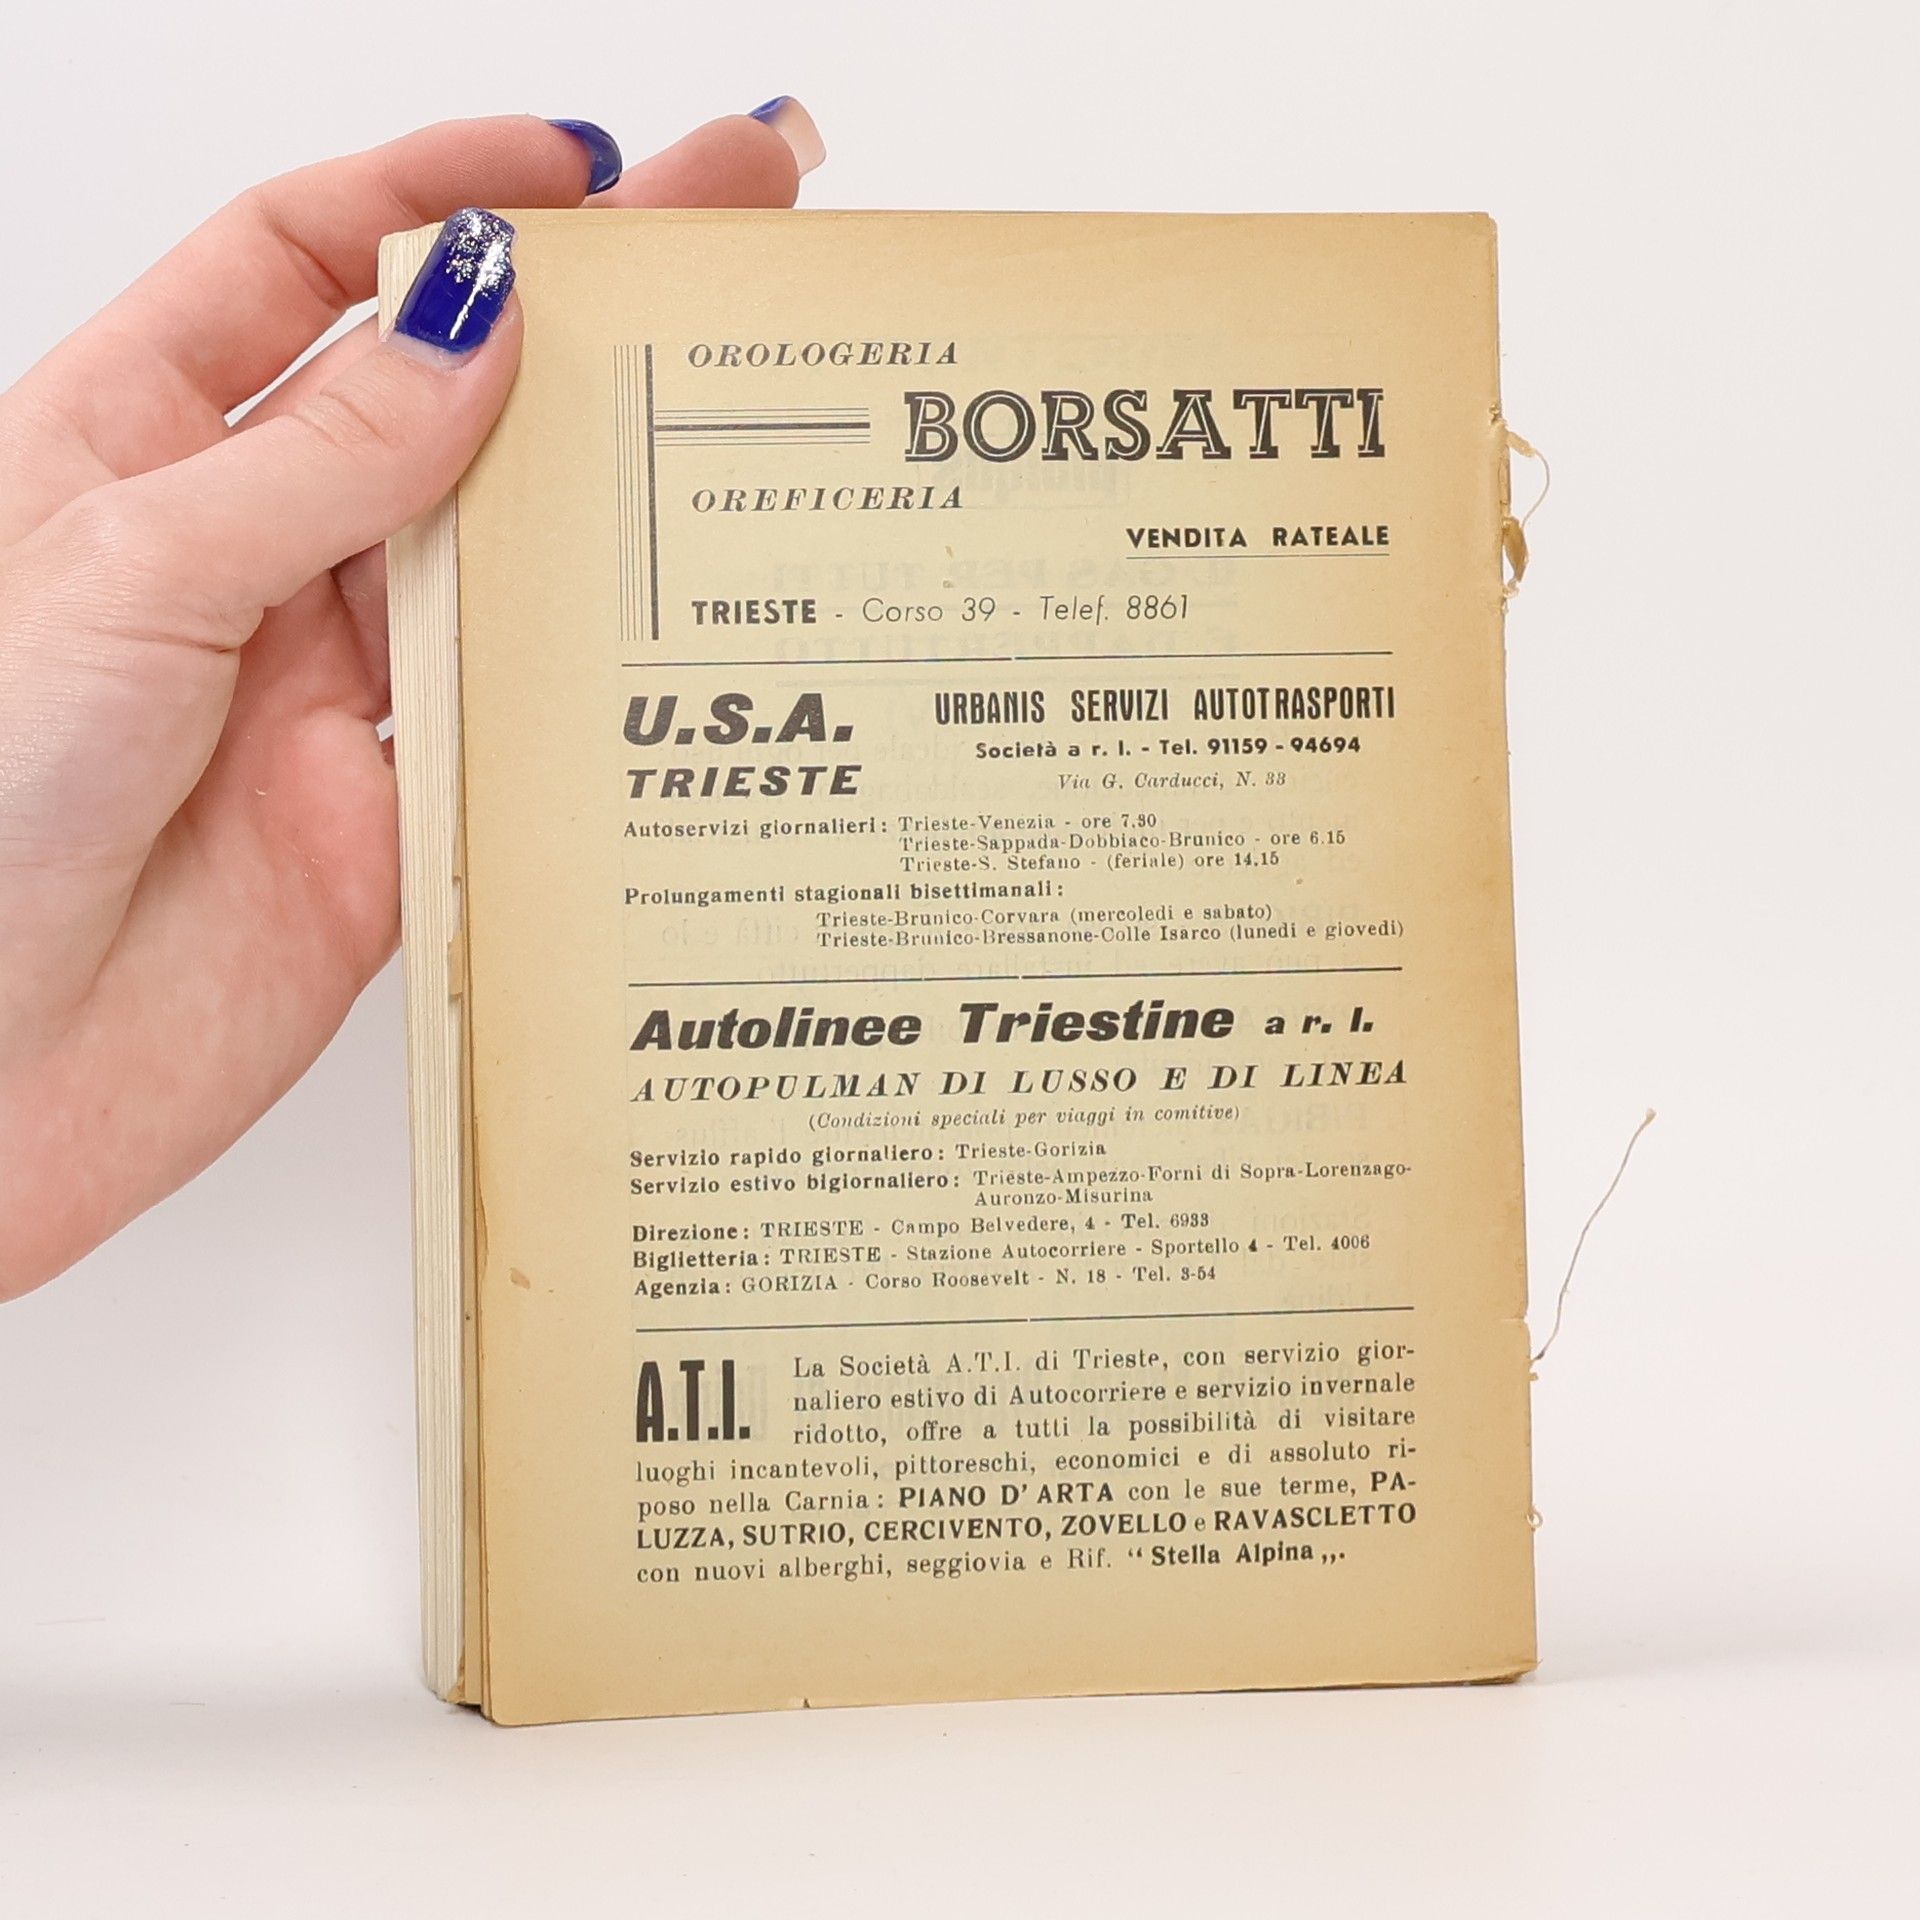 OROLOGERIA
BORSATTI
OREFICERIA
VENDITA RATEALE
TRIESTE - Corso 39 - Telef. 8861
U.S.A.
TRIESTE
URBANIS SERVIZI AUTOTRASPORTI
Società a r. l. - Tel. 91159 - 94694
Via G. Carducci, N. 33
Autoservizi giornalieri: Trieste-Venezia - ore 7.30
Trieste-Sappada-Dobbiaco-Brunico - ore 6.15
Trieste-S. Stefano - (feriale) ore 14.15
Prolungamenti stagionali bisettimanali:
Trieste-Brunico-Corvara (mercoledi e sabato)
Trieste-Brunico-Bressanone-Colle Isarco (lunedi e giovedi)
Autolinee Triestine a r. l.
AUTOPULMAN DI LUSSO E DI LINEA
(Condizioni speciali per viaggi in comitive)
Servizio rapido giornaliero: Trieste-Gorizia
Servizio estivo bigiornaliero: Trieste-Ampezzo-Forni di Sopra-Lorenzago-
Auronzo-Misurina
Direzione: TRIESTE - Campo Belvedere, 4 - Tel. 6933
Biglietteria: TRIESTE - Stazione Autocorriere - Sportello 4 - Tel. 4006
Agenzia: GORIZIA - Corso Roosevelt - N. 18 - Tel. 3-54
A.T.I. La Società A.T.I. di Trieste, con servizio gior-
naliero estivo di Autocorriere e servizio invernale
ridotto, offre a tutti la possibilità di visitare
luoghi incantevoli, pittoreschi, economici e di assoluto ri-
poso nella Carnia: PIANO D'ARTA con le sue terme, PA-
LUZZA, SUTRIO, CERCIVENTO, ZOVELLO e RAVASCLETTO
con nuovi alberghi, seggiovia e Rif. “Stella Alpina„.